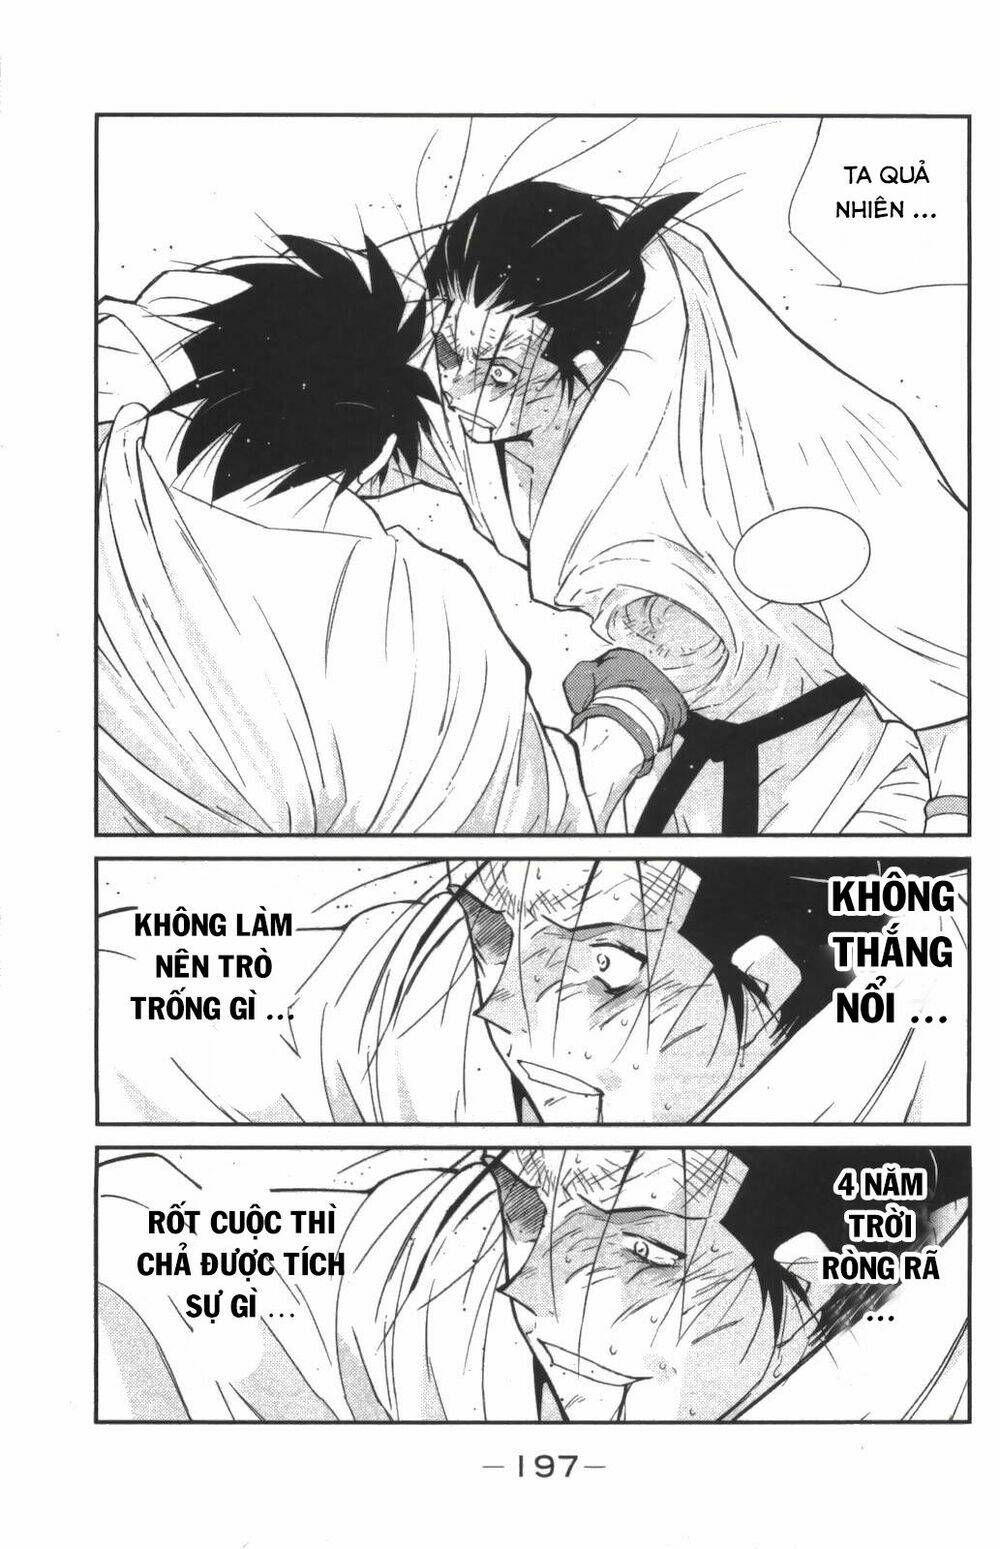 TA QUẢ
NHIÊN ...
KHÔNG
THẮNG
NỔI ...
KHÔNG LÀM
NÊN TRÒ
TRỐNG GÌ ...
4 NĂM
TRỜI
RÒNG RÃ
...
RỐT CUỘC THÌ
CHẢ ĐƯỢC TÍCH
SỰ GÌ ...
—197—